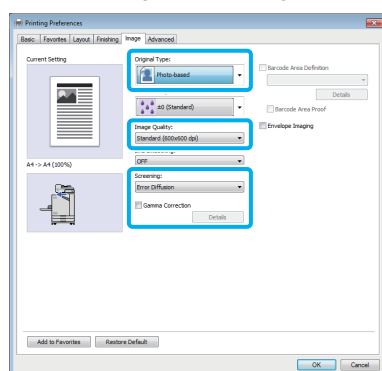 Printing Preferences
Basic Favorites Layout Finishing Image Advanced
Current Setting
A4 -> A4 (100%)
Original Type:
Photo-based
±0 (Standard)
Image Quality:
Standard (600x600 dpi)
OFF
Screening:
Error Diffusion
Gamma Correction
Details
Barcode Area Definition
Details
Barcode Area Proof
Envelope Imaging
Add to Favorites Restore Default
OK Cancel